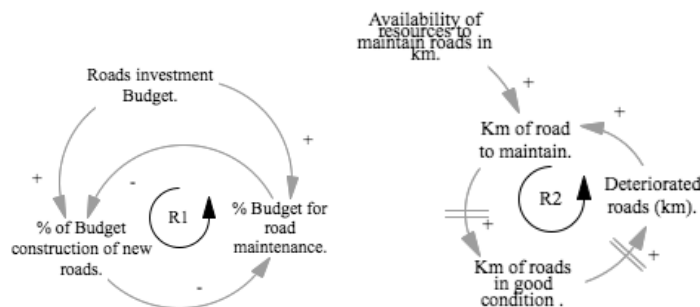 Roads investment
Budget.
+
+
-
R1
% of Budget
construction of new
roads.
% Budget for
road
maintenance.
-
Availability of
resources to
maintain roads in
km.
+
+
Km of road
to maintain.
R2
Deteriorated
roads (km).
+
+
Km of roads
in good
condition .